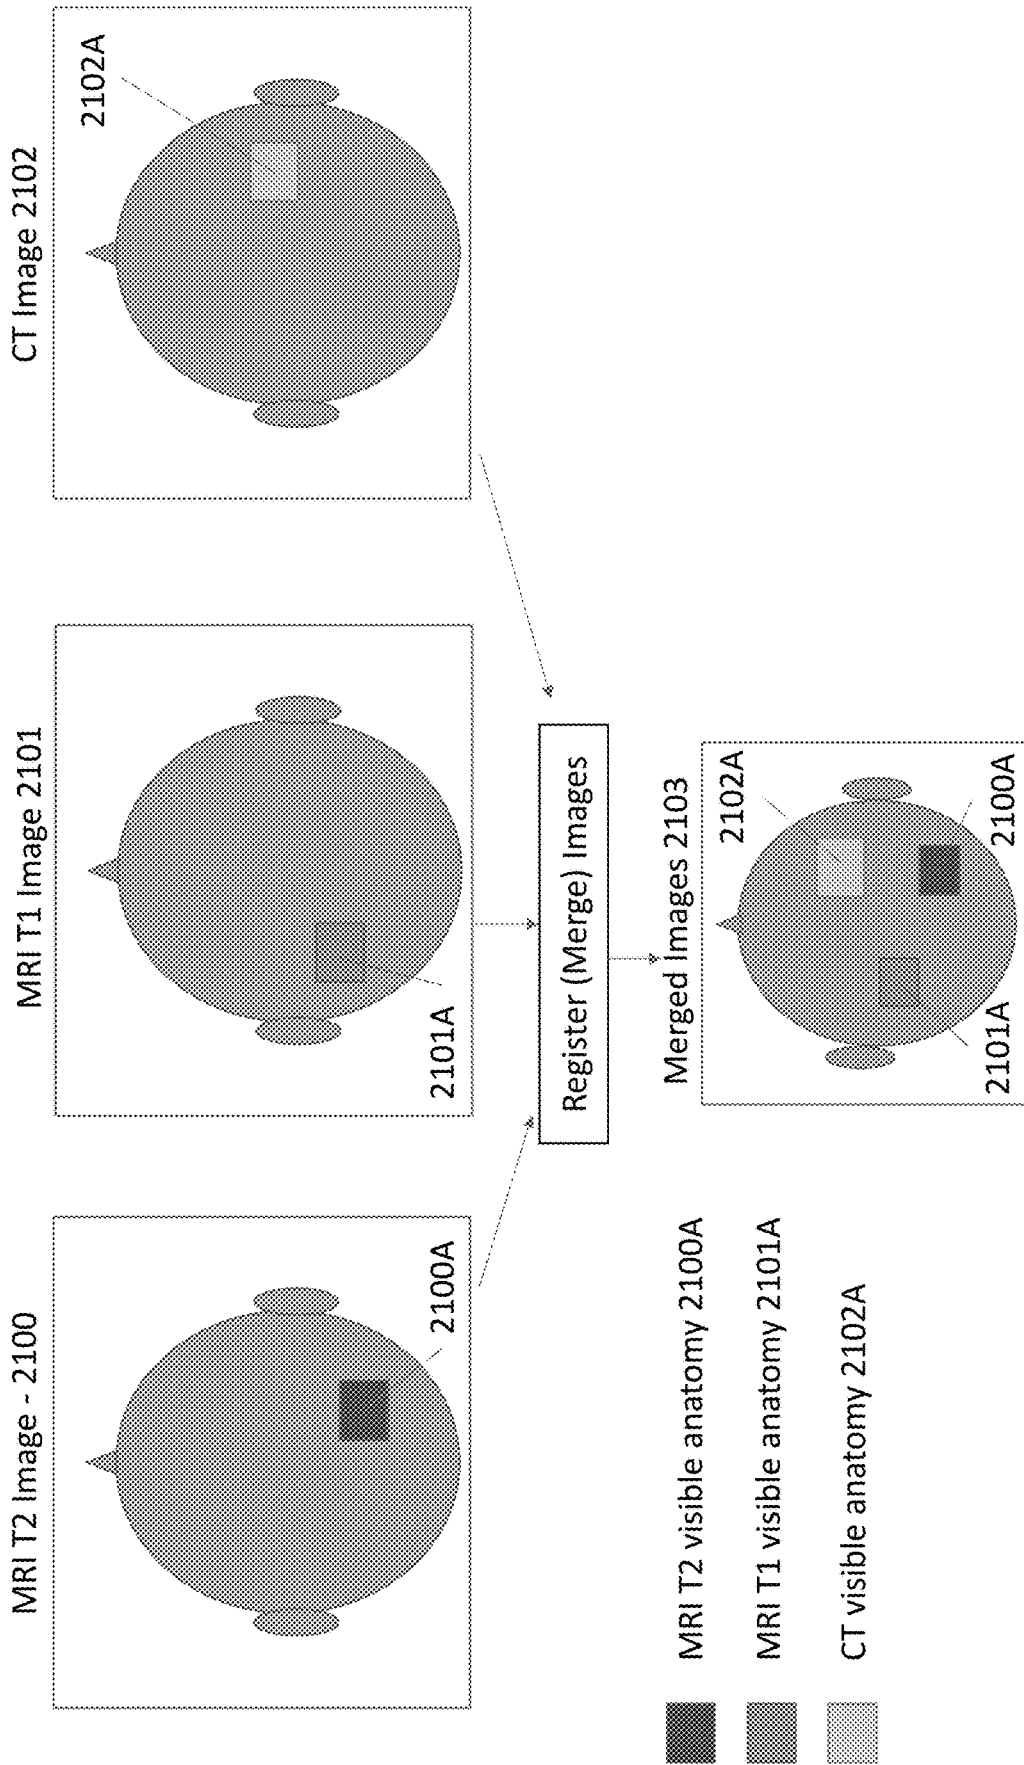 MRI T2 Image - 2100
2100A
MRI T1 Image 2101
2101A
CT Image 2102
2102A
Register (Merge) Images
Merged Images 2103
2102A
2101A
2100A
MRI T2 visible anatomy 2100A
MRI T1 visible anatomy 2101A
CT visible anatomy 2102A